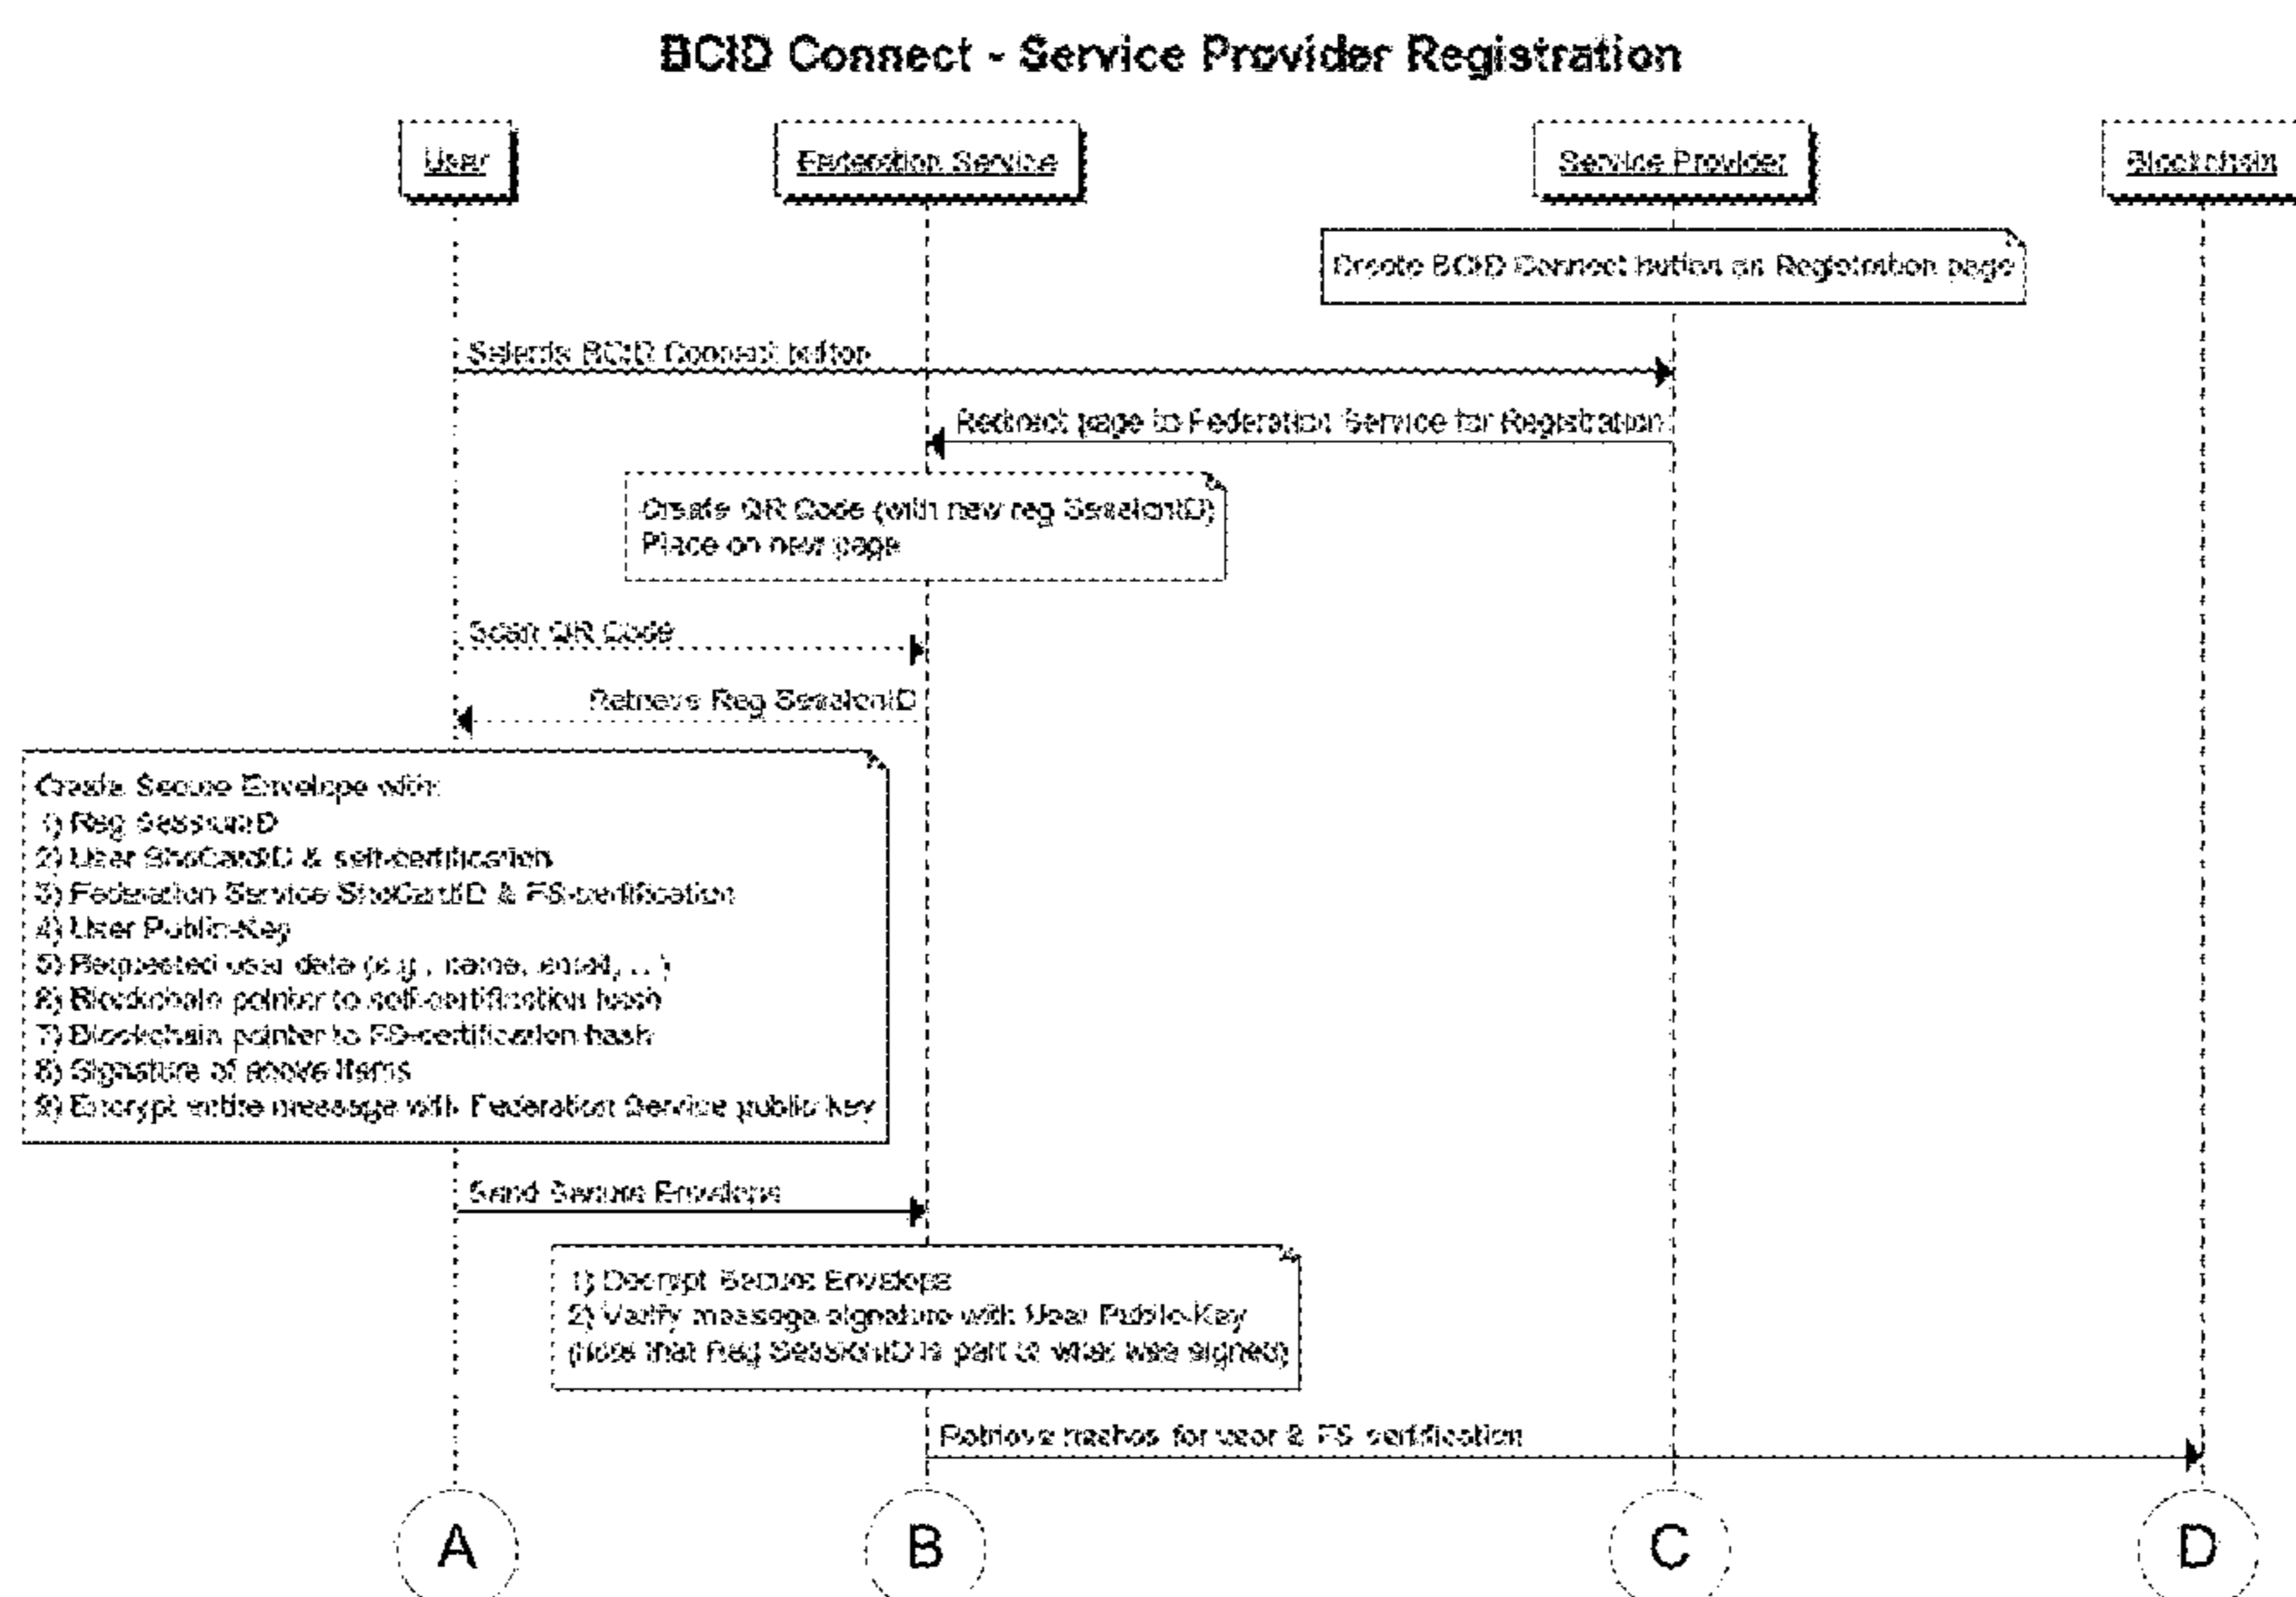 BCID Connect - Service Provider Registration
User
Federation Service
Service Provider
Blockchain
Create BCID Connect button on Registration page
Selects BCID Connect button
Redirect page to Federation Service for Registration
Create QR Code (with new reg SessionID)
Place on new page
Scan QR Code
Retrieve Reg SessionID
Create Secure Envelope with:
1) Reg SessionID
2) User ShoCardID & self-certification
3) Federation Service ShoCardID & FS-certification
4) User Public-Key
5) Requested user data (e.g., name, email, ... )
6) Blockchain pointer to self-certification hash
7) Blockchain pointer to FS-certification hash
8) Signature of above items
9) Encrypt entire message with Federation Service public key
Send Secure Envelope
1) Decrypt Secure Envelope
2) Verify message signature with User Public-Key
(Note that Reg SessionID is part of what was signed)
Retrieve hashes for user & FS certification
A
B
C
D